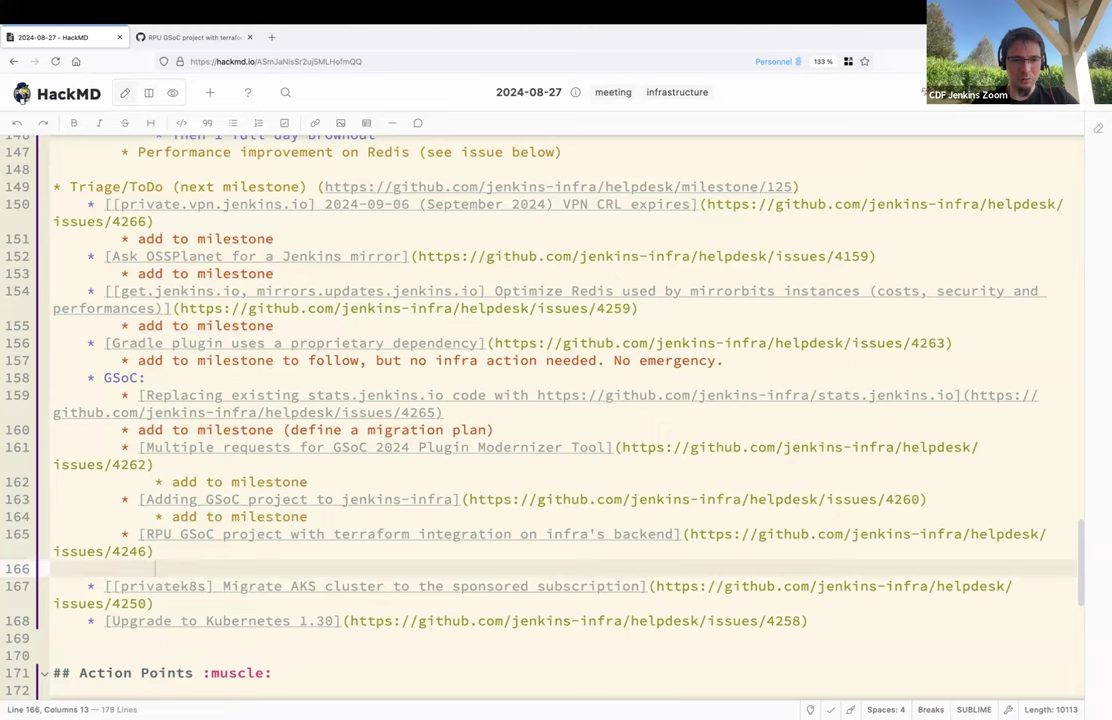 2024-08-27 - HackMD
RPU GSoC project with terraform
https://hackmd.io/ASmJaNisSr2uj5MLHofmQQ
Personnel
133 %
HackMD
2024-08-27
meeting
infrastructure
CDF Jenkins Zoom
146 * Then 1 full day brownout
147 * Performance improvement on Redis (see issue below)
148
149 * Triage/ToDo (next milestone) (https://github.com/jenkins-infra/helpdesk/milestone/125)
150 * [[private.vpn.jenkins.io] 2024-09-06 (September 2024) VPN CRL expires](https://github.com/jenkins-infra/helpdesk/
issues/4266)
151 * add to milestone
152 * [Ask OSSPlanet for a Jenkins mirror](https://github.com/jenkins-infra/helpdesk/issues/4159)
153 * add to milestone
154 * [[get.jenkins.io, mirrors.updates.jenkins.io] Optimize Redis used by mirrorbits instances (costs, security and
performances)](https://github.com/jenkins-infra/helpdesk/issues/4259)
155 * add to milestone
156 * [Gradle plugin uses a proprietary dependency](https://github.com/jenkins-infra/helpdesk/issues/4263)
157 * add to milestone to follow, but no infra action needed. No emergency.
158 * GSoC:
159 * [Replacing existing stats.jenkins.io code with https://github.com/jenkins-infra/stats.jenkins.io](https://
github.com/jenkins-infra/helpdesk/issues/4265)
160 * add to milestone (define a migration plan)
161 * [Multiple requests for GSoC 2024 Plugin Modernizer Tool](https://github.com/jenkins-infra/helpdesk/
issues/4262)
162 * add to milestone
163 * [Adding GSoC project to jenkins-infra](https://github.com/jenkins-infra/helpdesk/issues/4260)
164 * add to milestone
165 * [RPU GSoC project with terraform integration on infra's backend](https://github.com/jenkins-infra/helpdesk/
issues/4246)
166
167 * [[privatek8s] Migrate AKS cluster to the sponsored subscription](https://github.com/jenkins-infra/helpdesk/
issues/4250)
168 * [Upgrade to Kubernetes 1.30](https://github.com/jenkins-infra/helpdesk/issues/4258)
169
170
171 ## Action Points :muscle:
172
Line 166, Columns 13 — 178 Lines
Spaces: 4
Breaks
SUBLIME
Length: 10113